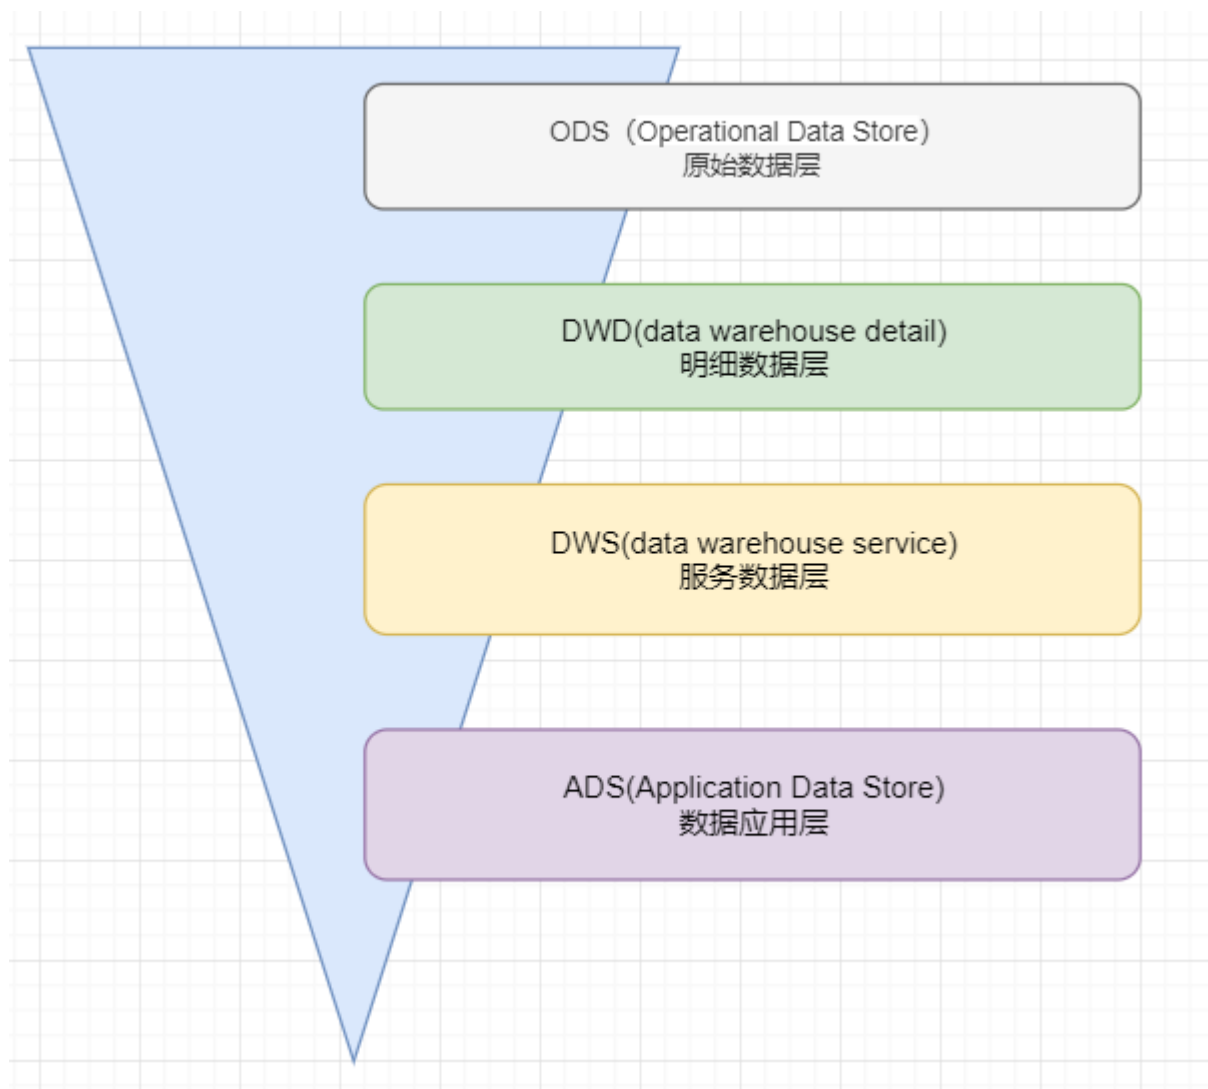 ODS（Operational Data Store）
原始数据层
DWD(data warehouse detail)
明细数据层
DWS(data warehouse service)
服务数据层
ADS(Application Data Store)
数据应用层